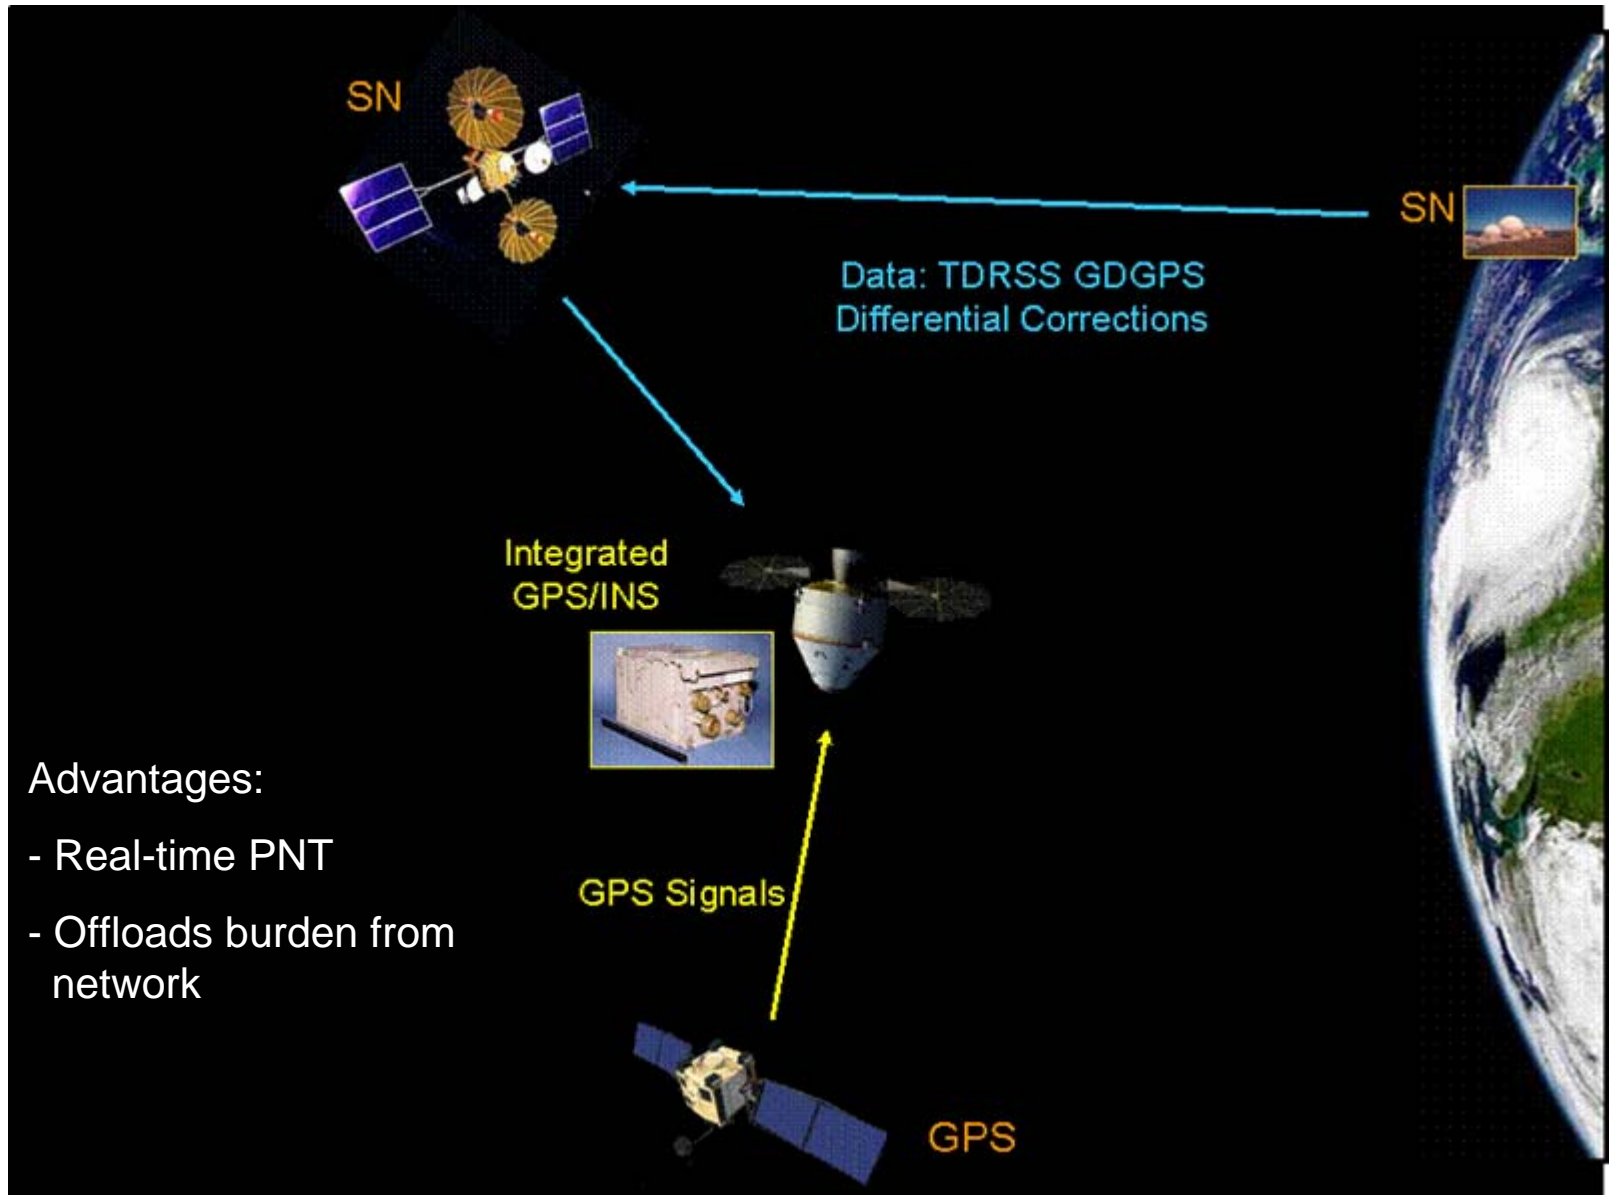 SN
SN
Data: TDRSS GDGPS
Differential Corrections
Integrated
GPS/INS
Advantages:
- Real-time PNT
GPS Signals
- Offloads burden from
network
GPS